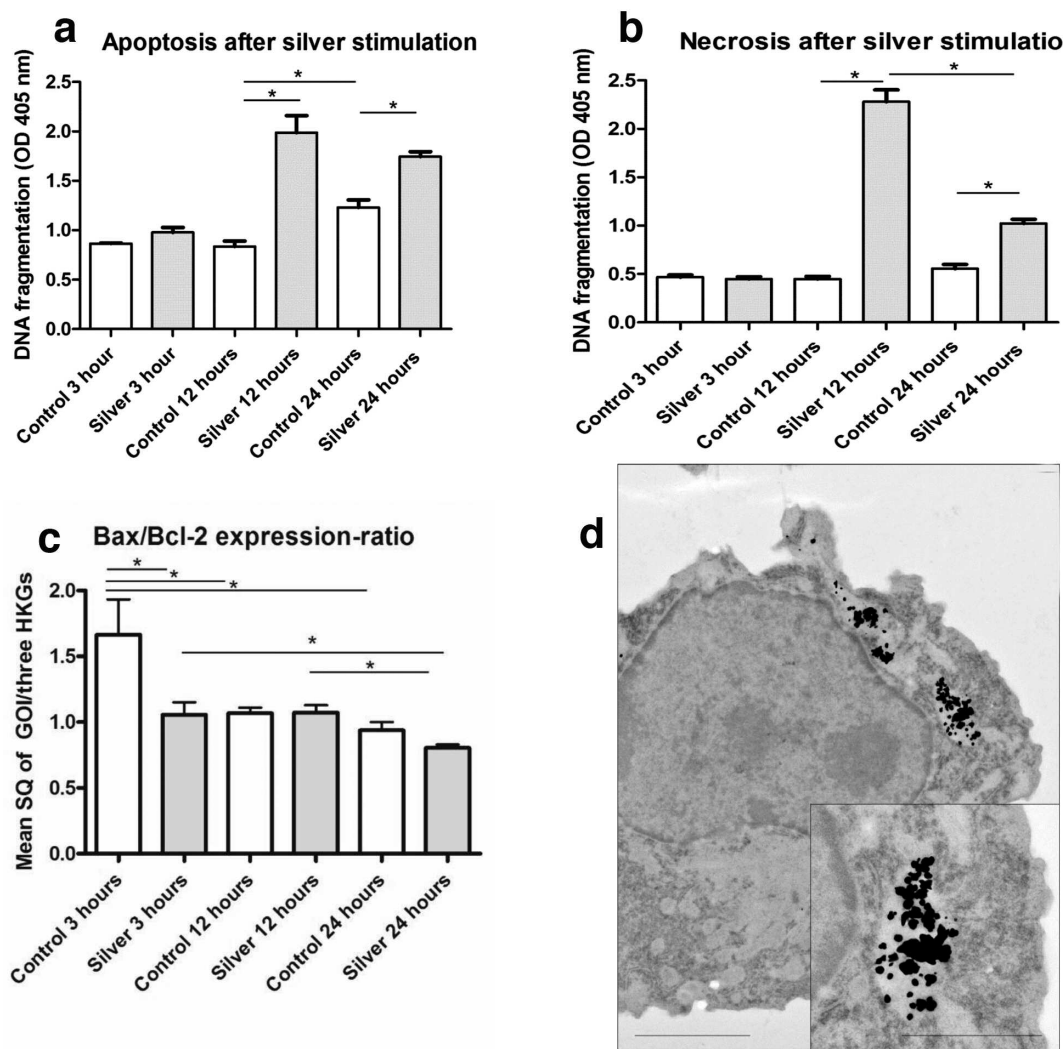 a
Apoptosis after silver stimulation
DNA fragmentation (OD 405 nm)
2.5
2.0
1.5
1.0
0.5
0.0
*
*
*
Control 3 hour
Silver 3 hour
Control 12 hours
Silver 12 hours
Control 24 hours
Silver 24 hours
b
Necrosis after silver stimulatio
DNA fragmentation (OD 405 nm)
2.5
2.0
1.5
1.0
0.5
0.0
*
*
*
Control 3 hour
Silver 3 hour
Control 12 hours
Silver 12 hours
Control 24 hours
Silver 24 hours
c
Bax/Bcl-2 expression-ratio
Mean SQ of GOI/three HKGs
2.0
1.5
1.0
0.5
0.0
*
*
*
*
*
Control 3 hours
Silver 3 hours
Control 12 hours
Silver 12 hours
Control 24 hours
Silver 24 hours
d